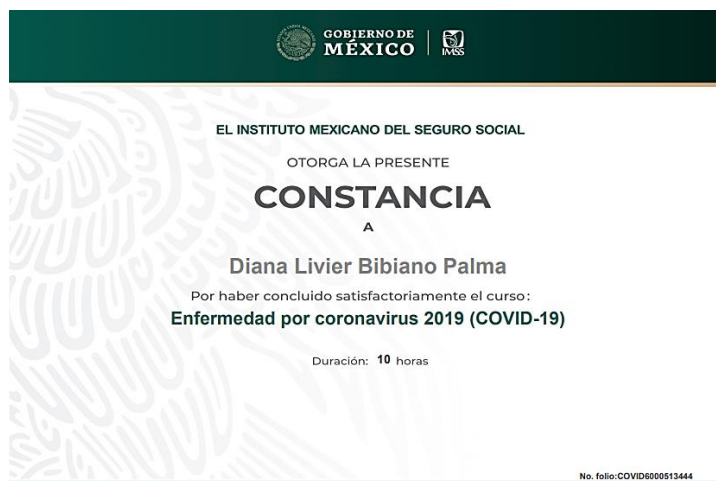 GOBIERNO DE
MÉXICO
IMSS
EL INSTITUTO MEXICANO DEL SEGURO SOCIAL
OTORGA LA PRESENTE
CONSTANCIA
A
Diana Livier Bibiano Palma
Por haber concluido satisfactoriamente el curso:
Enfermedad por coronavirus 2019 (COVID-19)
Duración: 10 horas
No. folio:COVID6000513444